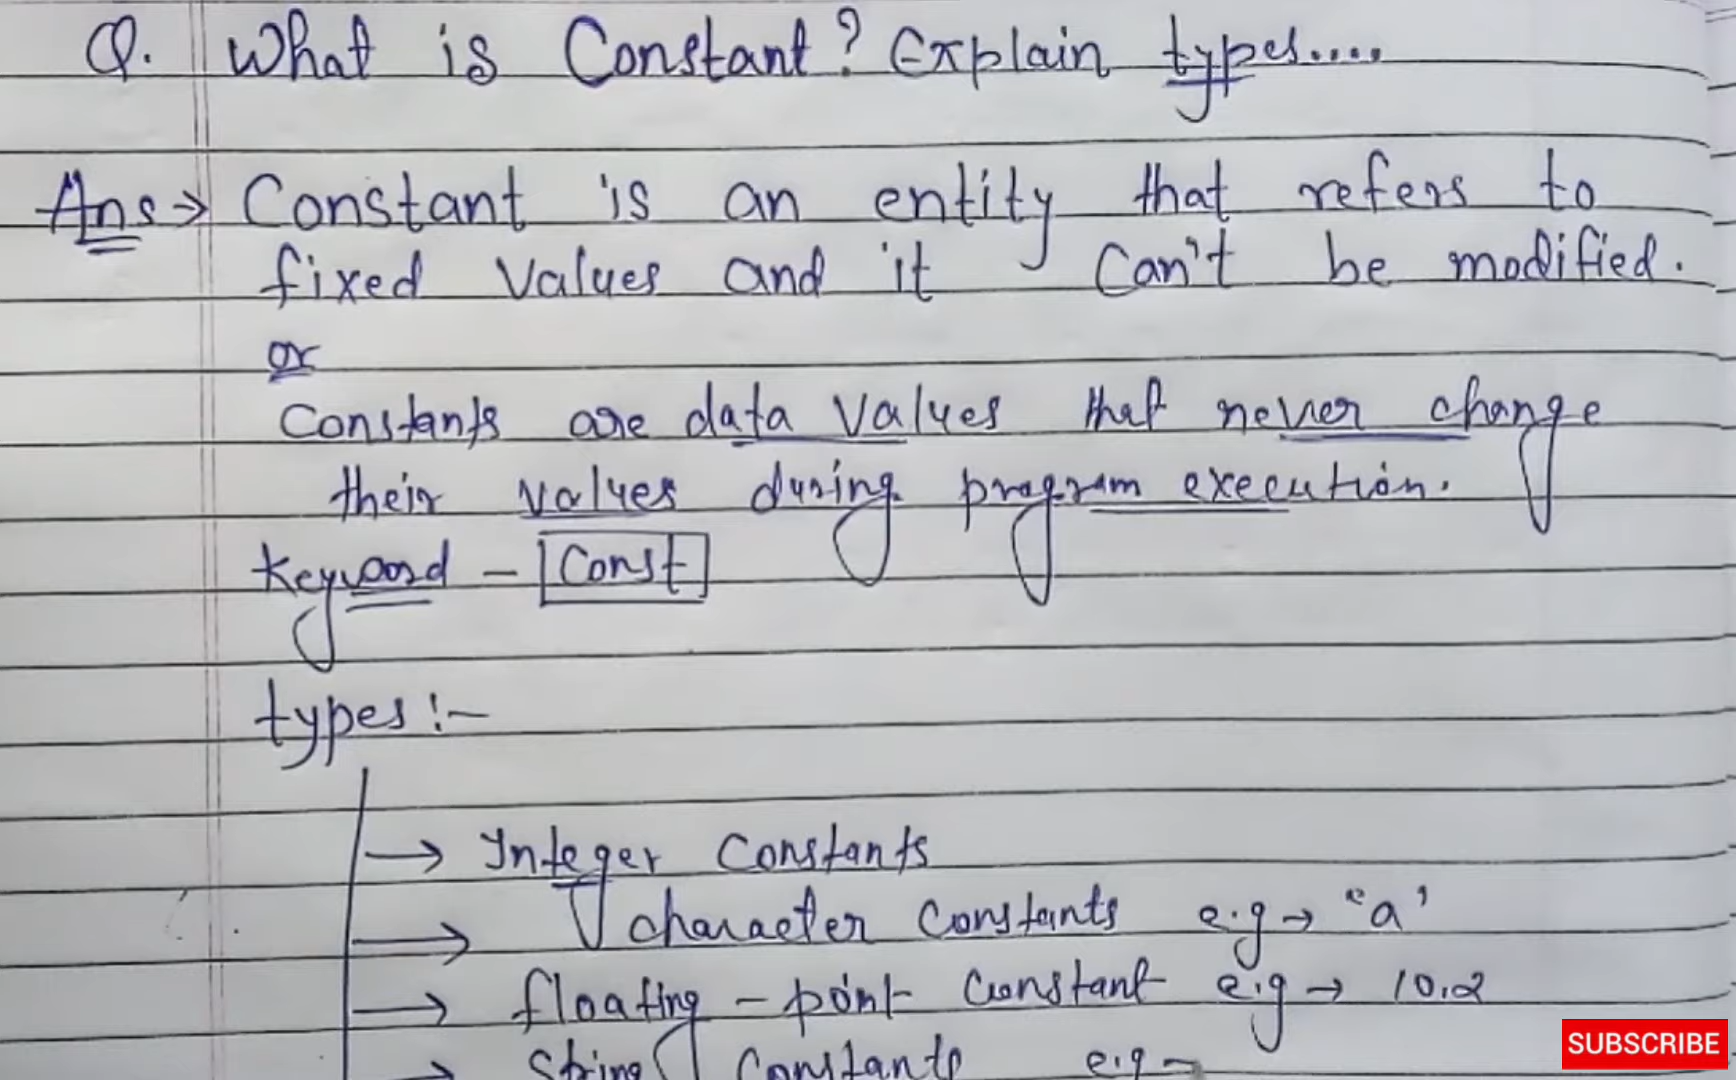 Q. What is Constant? Explain types....
Ans → Constant is an entity that refers to
fixed values and it can't be modified.
or
Constants are data values that never change
their values during program execution.
keyword - Const
types :-
→ Integer Constants
→ character constants e.g → "a'
→ floating - point constant e.g → 10.2
→ String constants e.g →
SUBSCRIBE